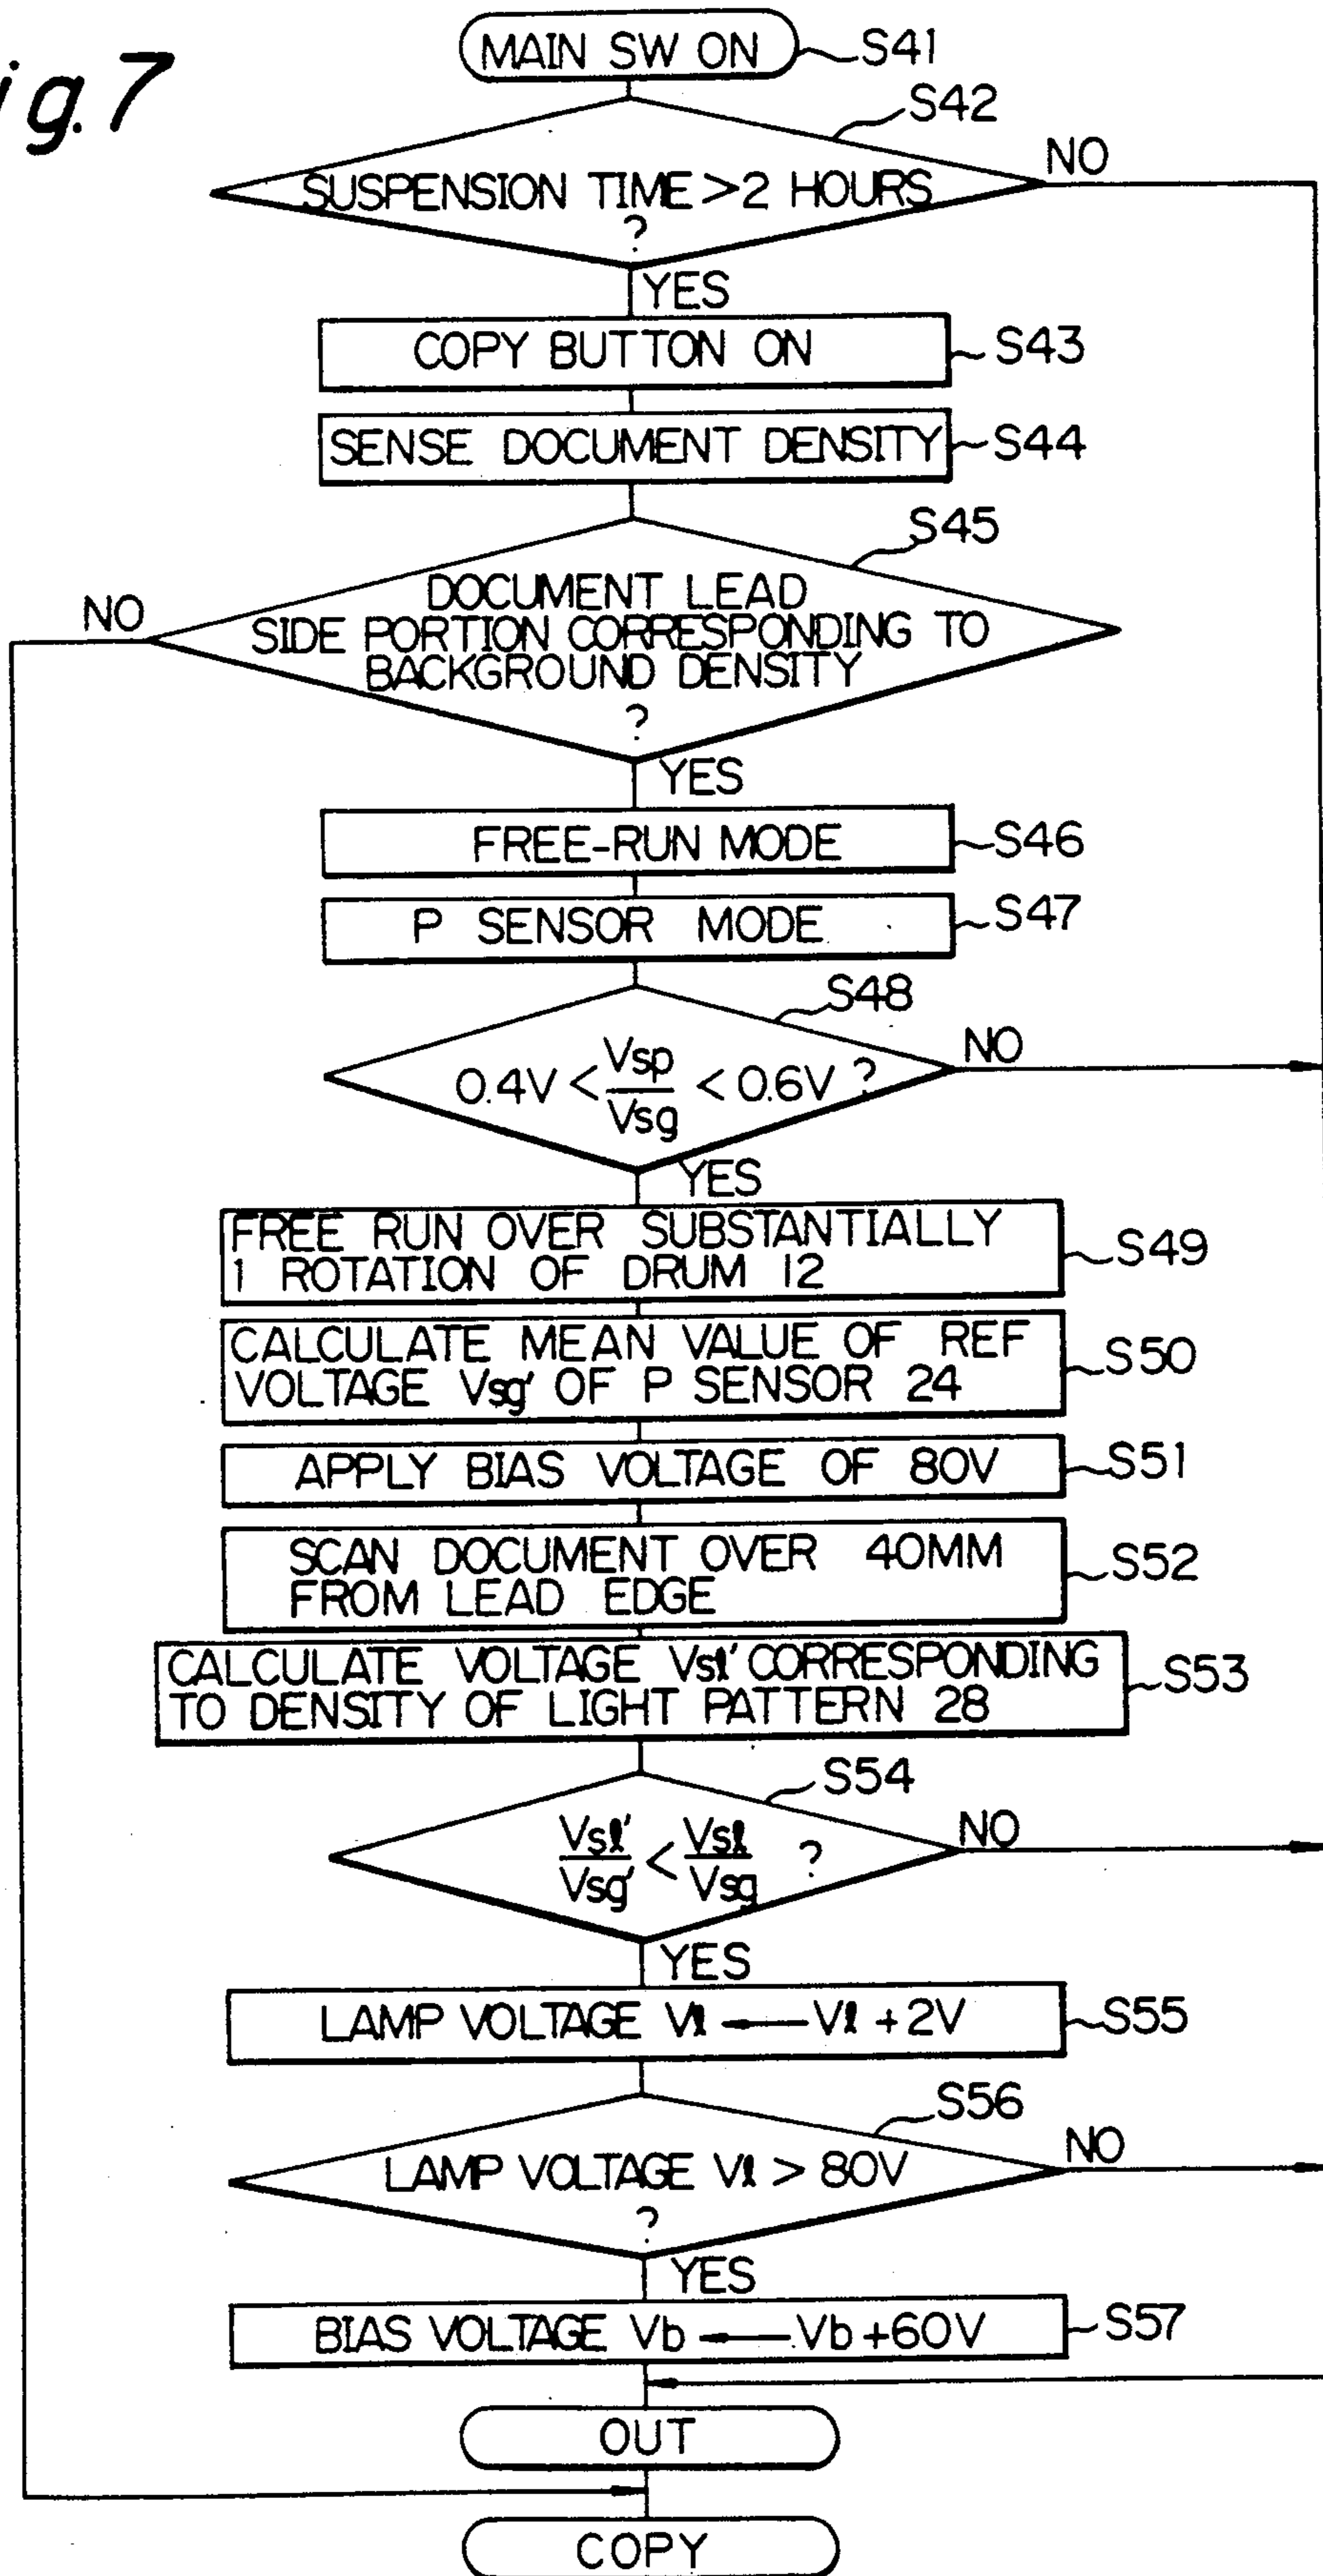 ig.7
MAIN SW ON
S41
S42
SUSPENSION TIME > 2 HOURS
?
NO
YES
COPY BUTTON ON
S43
SENSE DOCUMENT DENSITY
S44
S45
DOCUMENT LEAD
SIDE PORTION CORRESPONDING TO
BACKGROUND DENSITY
?
NO
YES
FREE-RUN MODE
S46
P SENSOR MODE
S47
S48
0.4V < Vsp/Vsg < 0.6V ?
NO
YES
FREE RUN OVER SUBSTANTIALLY
1 ROTATION OF DRUM 12
S49
CALCULATE MEAN VALUE OF REF
VOLTAGE Vsg' OF P SENSOR 24
S50
APPLY BIAS VOLTAGE OF 80V
S51
SCAN DOCUMENT OVER 40MM
FROM LEAD EDGE
S52
CALCULATE VOLTAGE Vsl' CORRESPONDING
TO DENSITY OF LIGHT PATTERN 28
S53
S54
Vsl'/Vsg' < Vsl/Vsg ?
NO
YES
LAMP VOLTAGE Vl ← Vl +2V
S55
S56
LAMP VOLTAGE Vl > 80V
?
NO
YES
BIAS VOLTAGE Vb ← Vb +60V
S57
OUT
COPY